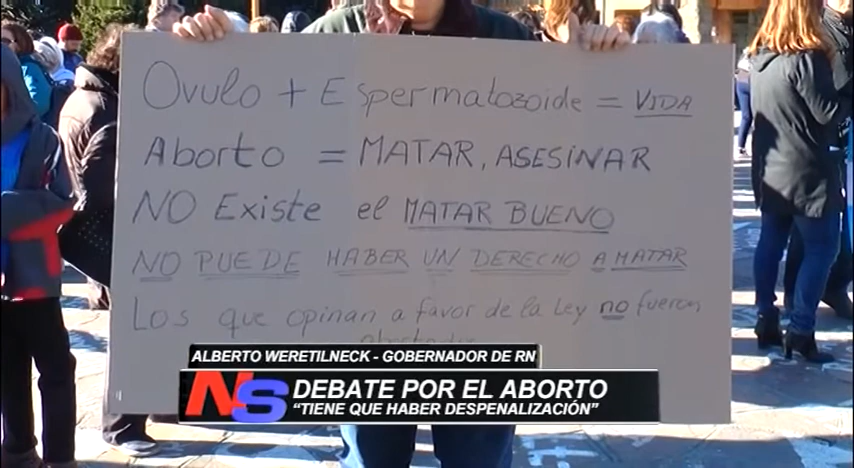 Ovulo + Espermatozoide = VIDA
Aborto = MATAR, ASESINAR
NO Existe el MATAR BUENO
NO PUEDE HABER UN DERECHO A MATAR
Los que opinan a favor de la Ley no fueron
ALBERTO WERETILNECK - GOBERNADOR DE RN
NS DEBATE POR EL ABORTO
"TIENE QUE HABER DESPENALIZACIÓN"